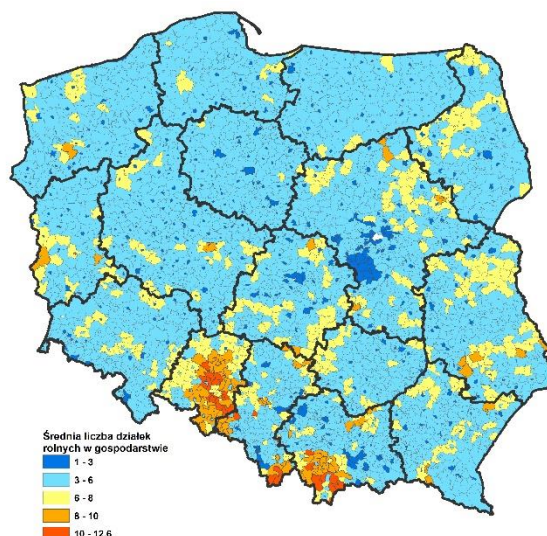 Średnia liczba działek
rolnych w gospodarstwie
1 - 3
3 - 6
6 - 8
8 - 10
10 - 12,6